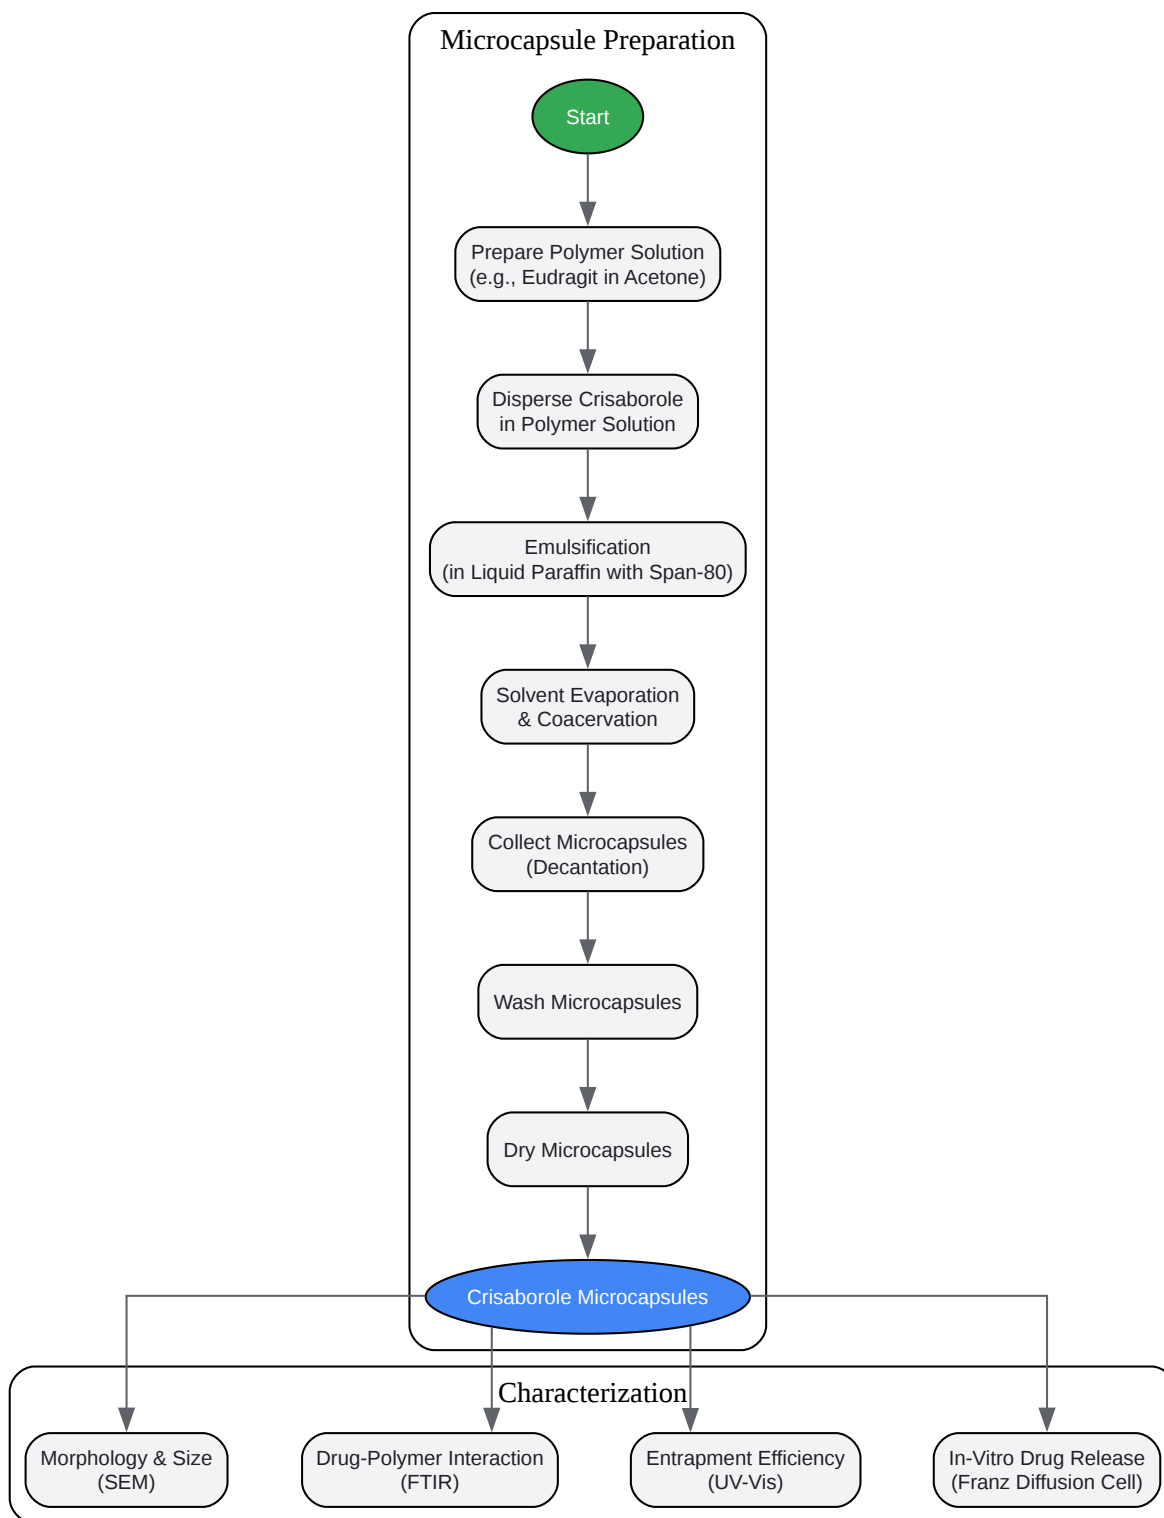 Microcapsule Preparation
Start
Prepare Polymer Solution
(e.g., Eudragit in Acetone)
Disperse Crisaborole
in Polymer Solution
Emulsification
(in Liquid Paraffin with Span-80)
Solvent Evaporation
& Coacervation
Collect Microcapsules
(Decantation)
Wash Microcapsules
Dry Microcapsules
Crisaborole Microcapsules
Characterization
Morphology & Size
(SEM)
Drug-Polymer Interaction
(FTIR)
Entrapment Efficiency
(UV-Vis)
In-Vitro Drug Release
(Franz Diffusion Cell)